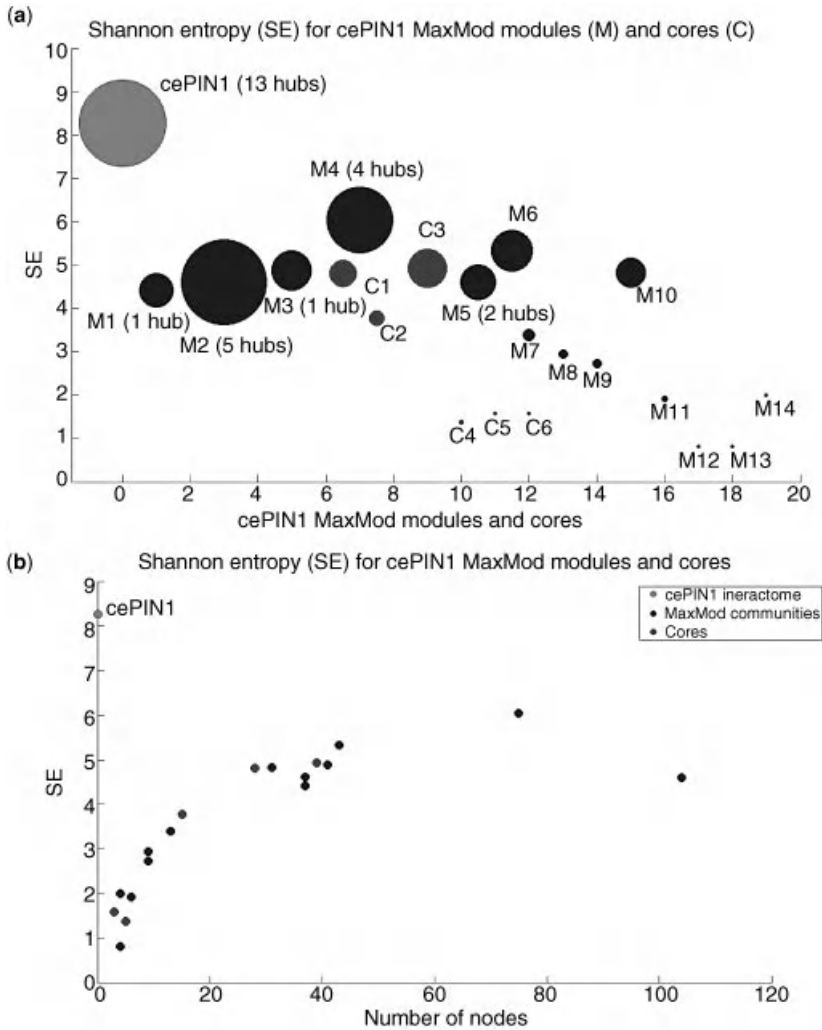 (a)
Shannon entropy (SE) for cePIN1 MaxMod modules (M) and cores (C)
10
9
8
7
6
5
4
3
2
1
0
SE
cePIN1 (13 hubs)
M4 (4 hubs)
C3
M6
M1 (1 hub)
M3 (1 hub)
C1
M5 (2 hubs)
M10
M2 (5 hubs)
C2
M7
M8
M9
C4
C5
C6
M11
M14
M12
M13
0 2 4 6 8 10 12 14 16 18 20
cePIN1 MaxMod modules and cores
(b)
Shannon entropy (SE) for cePIN1 MaxMod modules and cores
9
8
7
6
5
4
3
2
1
0
SE
cePIN1
cePIN1 ineractome
MaxMod communities
Cores
0 20 40 60 80 100 120
Number of nodes